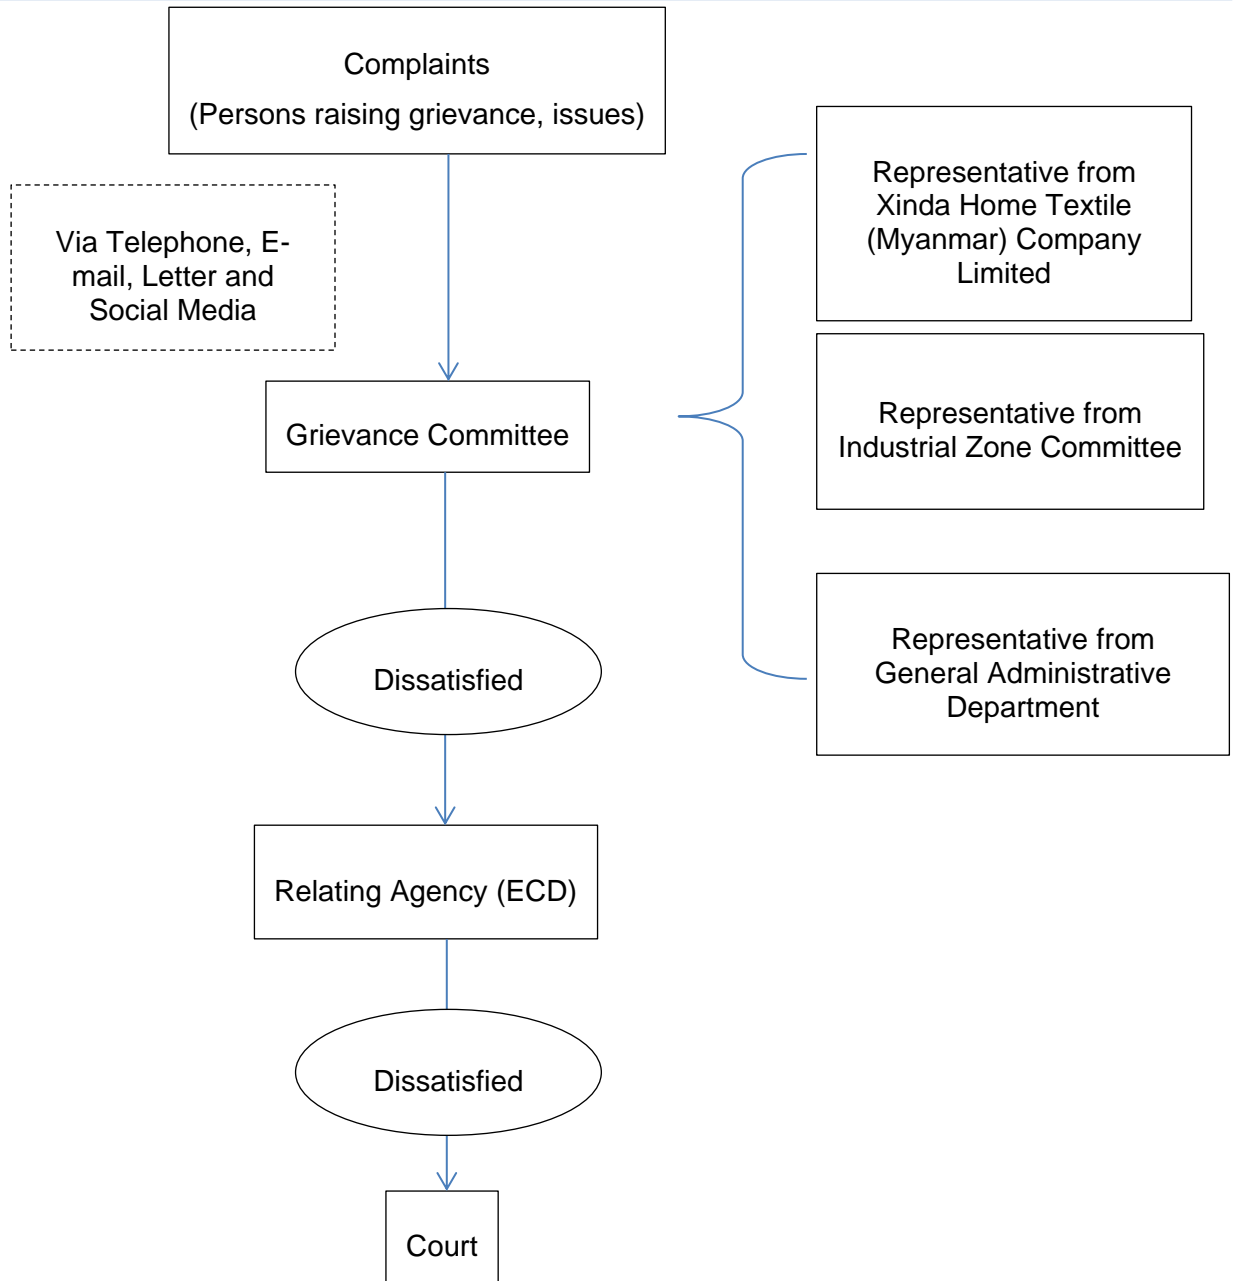 Complaints
(Persons raising grievance, issues)
Via Telephone, E-
mail, Letter and
Social Media
Grievance Committee
Representative from
Xinda Home Textile
(Myanmar) Company
Limited
Representative from
Industrial Zone Committee
Representative from
General Administrative
Department
Dissatisfied
Relating Agency (ECD)
Dissatisfied
Court